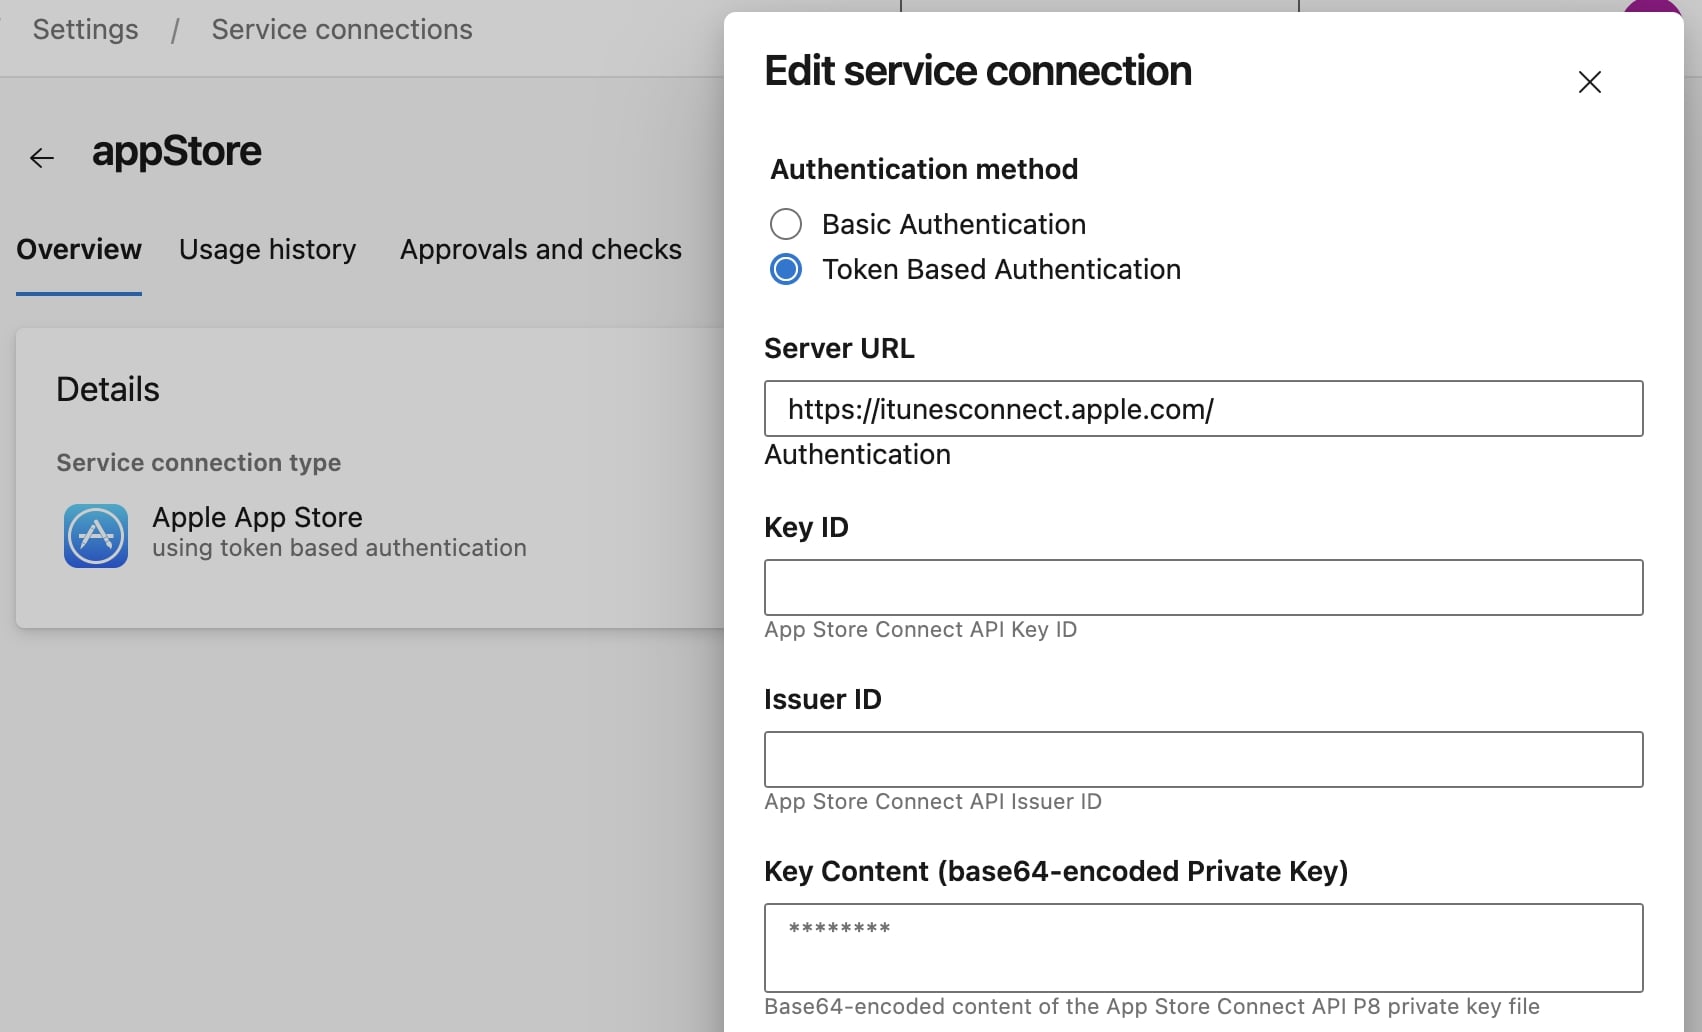 Settings / Service connections
appStore
Overview Usage history Approvals and checks
Details
Service connection type
Apple App Store
using token based authentication
Edit service connection
Authentication method
Basic Authentication
Token Based Authentication
Server URL
https://itunesconnect.apple.com/
Authentication
Key ID
App Store Connect API Key ID
Issuer ID
App Store Connect API Issuer ID
Key Content (base64-encoded Private Key)
********
Base64-encoded content of the App Store Connect API P8 private key file